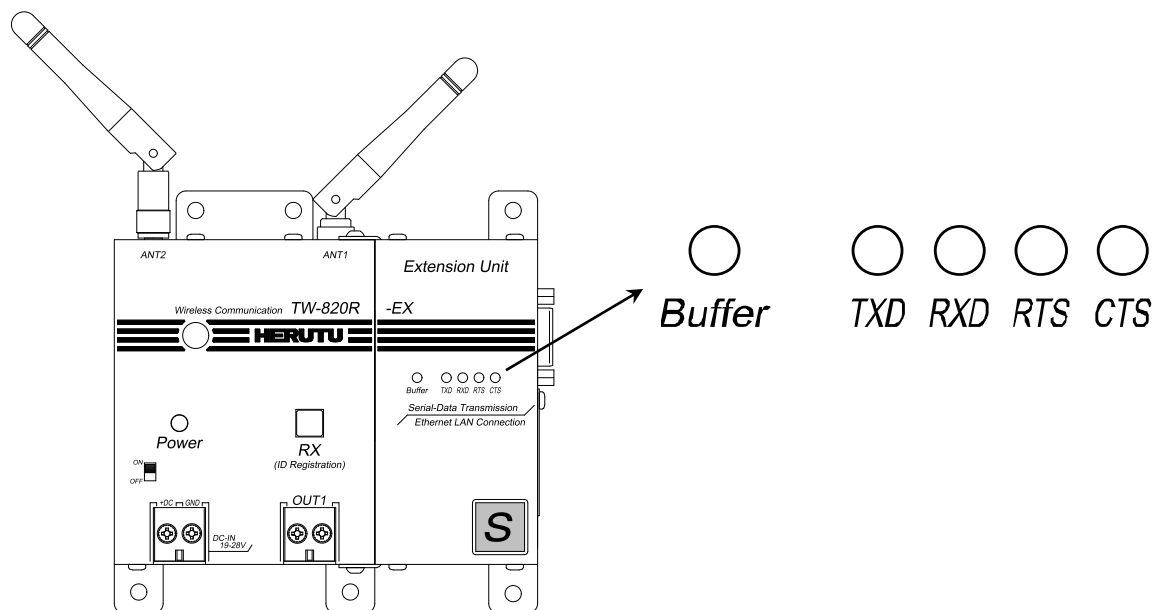 ANT2
ANT1
Extension Unit
Wireless Communication TW-820R -EX
HERUTU
Buffer TXD RXD RTS CTS
Serial-Data Transmission
Ethernet LAN Connection
Power
RX
(ID Registration)
ON
OFF
+DC GND
OUT1
DC-IN
19-28V
S
Buffer TXD RXD RTS CTS